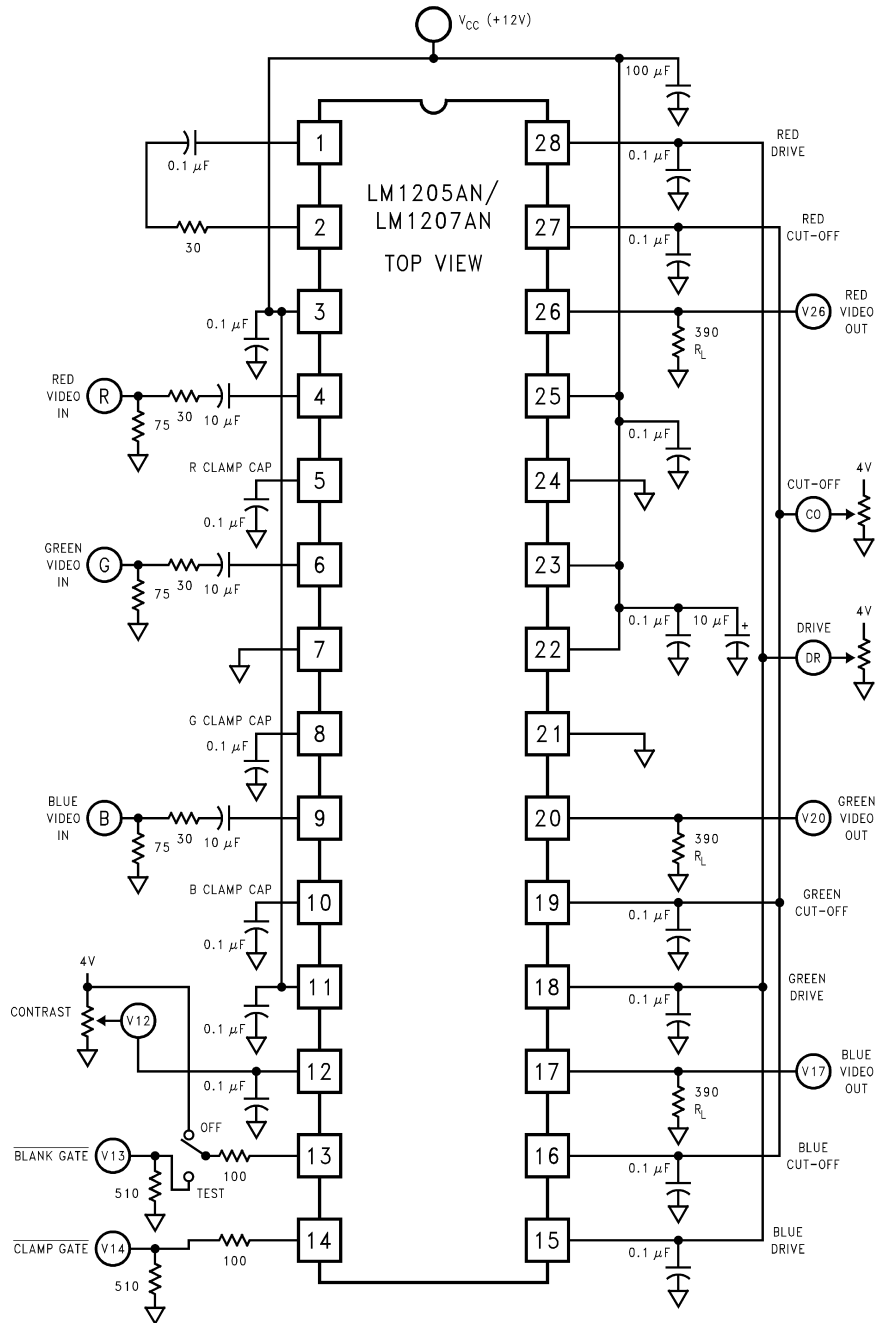 VCC (+12V)
100 μF
0.1 μF
1
28
0.1 μF
RED
DRIVE
LM1205AN/
LM1207AN
TOP VIEW
30
2
27
0.1 μF
RED
CUT-OFF
0.1 μF
3
26
V26
RED
VIDEO
OUT
390
RL
RED
VIDEO
IN
R
75
30
10 μF
4
25
0.1 μF
R CLAMP CAP
0.1 μF
5
24
CUT-OFF
CO
4V
GREEN
VIDEO
IN
G
75
30
10 μF
6
23
0.1 μF
10 μF
+
7
22
DRIVE
DR
4V
G CLAMP CAP
0.1 μF
8
21
BLUE
VIDEO
IN
B
75
30
10 μF
9
20
V20
GREEN
VIDEO
OUT
390
RL
B CLAMP CAP
0.1 μF
10
19
0.1 μF
GREEN
CUT-OFF
4V
CONTRAST
V12
0.1 μF
11
18
0.1 μF
GREEN
DRIVE
0.1 μF
12
17
V17
BLUE
VIDEO
OUT
390
RL
OFF
BLANK GATE
V13
510
TEST
100
13
16
0.1 μF
BLUE
CUT-OFF
CLAMP GATE
V14
510
100
14
15
0.1 μF
BLUE
DRIVE